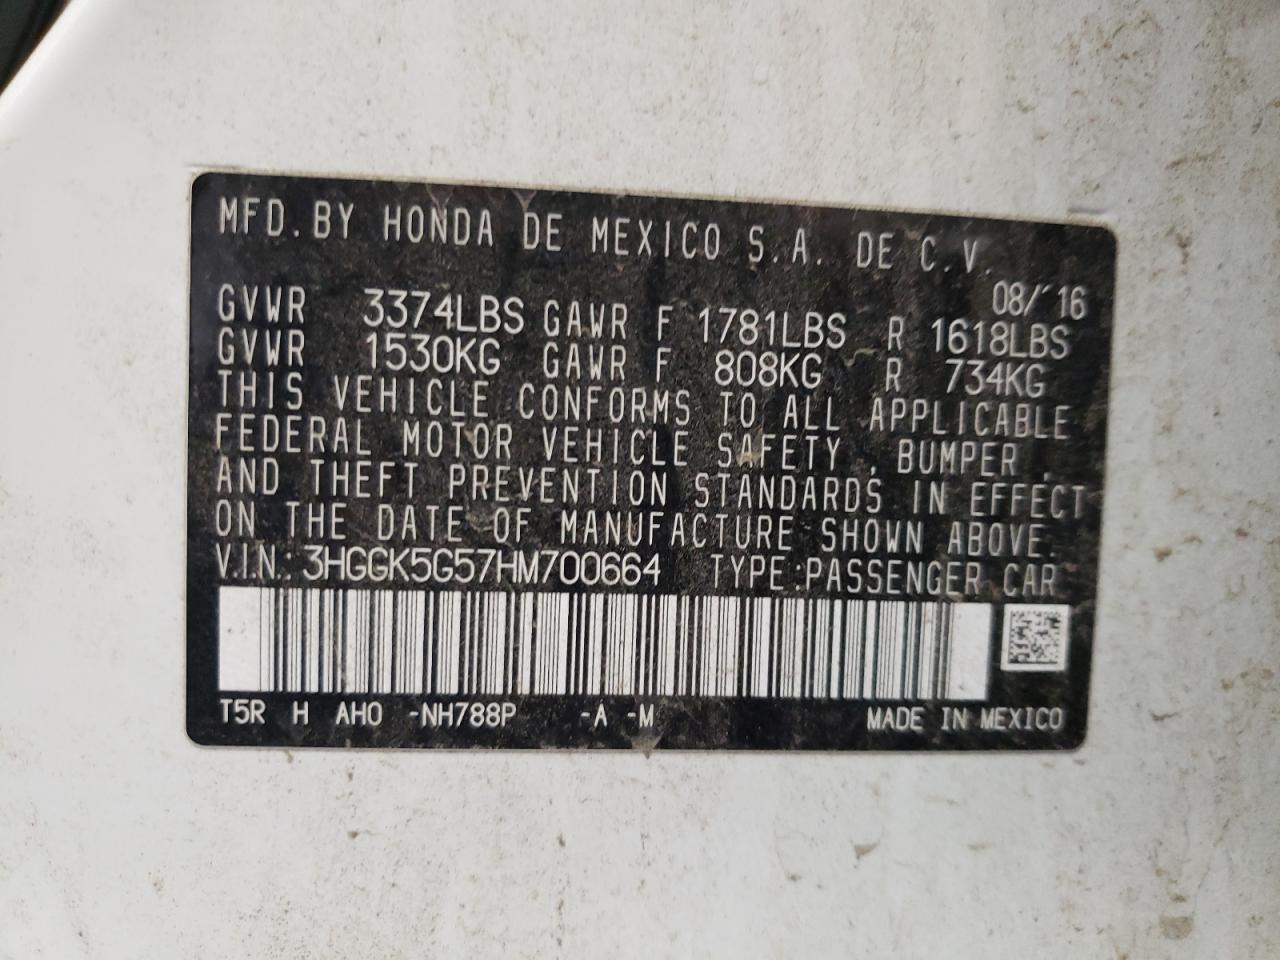 MFD. BY HONDA DE MEXICO S.A. DE C.V.
08/'16
GVWR 3374LBS GAWR F 1781LBS R 1618LBS
GVWR 1530KG GAWR F 808KG R 734KG
THIS VEHICLE CONFORMS TO ALL APPLICABLE
FEDERAL MOTOR VEHICLE SAFETY , BUMPER ,
AND THEFT PREVENTION STANDARDS IN EFFECT
ON THE DATE OF MANUFACTURE SHOWN ABOVE.
V.I.N.: 3HGGK5G57HM700664 TYPE:PASSENGER CAR
T5R H AH0 -NH788P -A -M MADE IN MEXICO